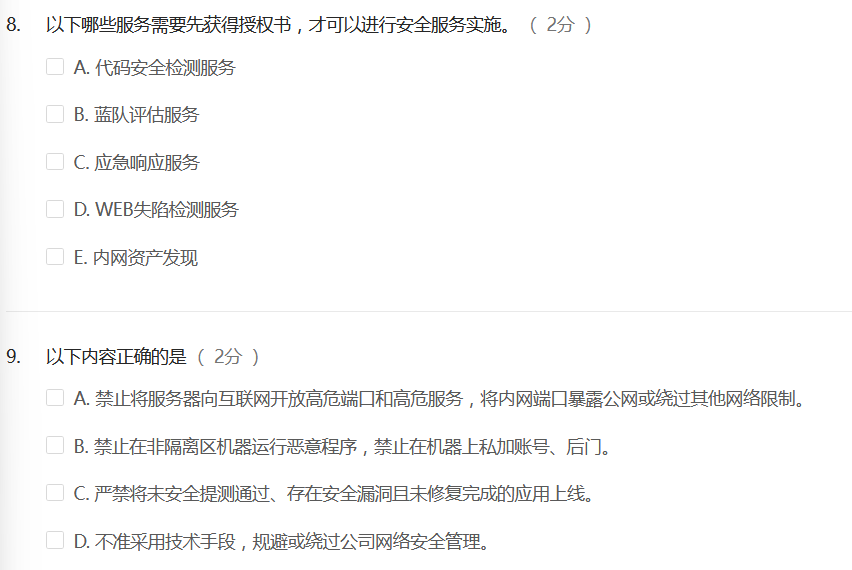 8. 以下哪些服务需要先获得授权书，才可以进行安全服务实施。（ 2分 ）
A. 代码安全检测服务
B. 蓝队评估服务
C. 应急响应服务
D. WEB失陷检测服务
E. 内网资产发现
9. 以下内容正确的是（ 2分 ）
A. 禁止将服务器向互联网开放高危端口和高危服务，将内网端口暴露公网或绕过其他网络限制。
B. 禁止在非隔离区机器运行恶意程序，禁止在机器上私加账号、后门。
C. 严禁将未安全提测通过、存在安全漏洞且未修复完成的应用上线。
D. 不准采用技术手段，规避或绕过公司网络安全管理。